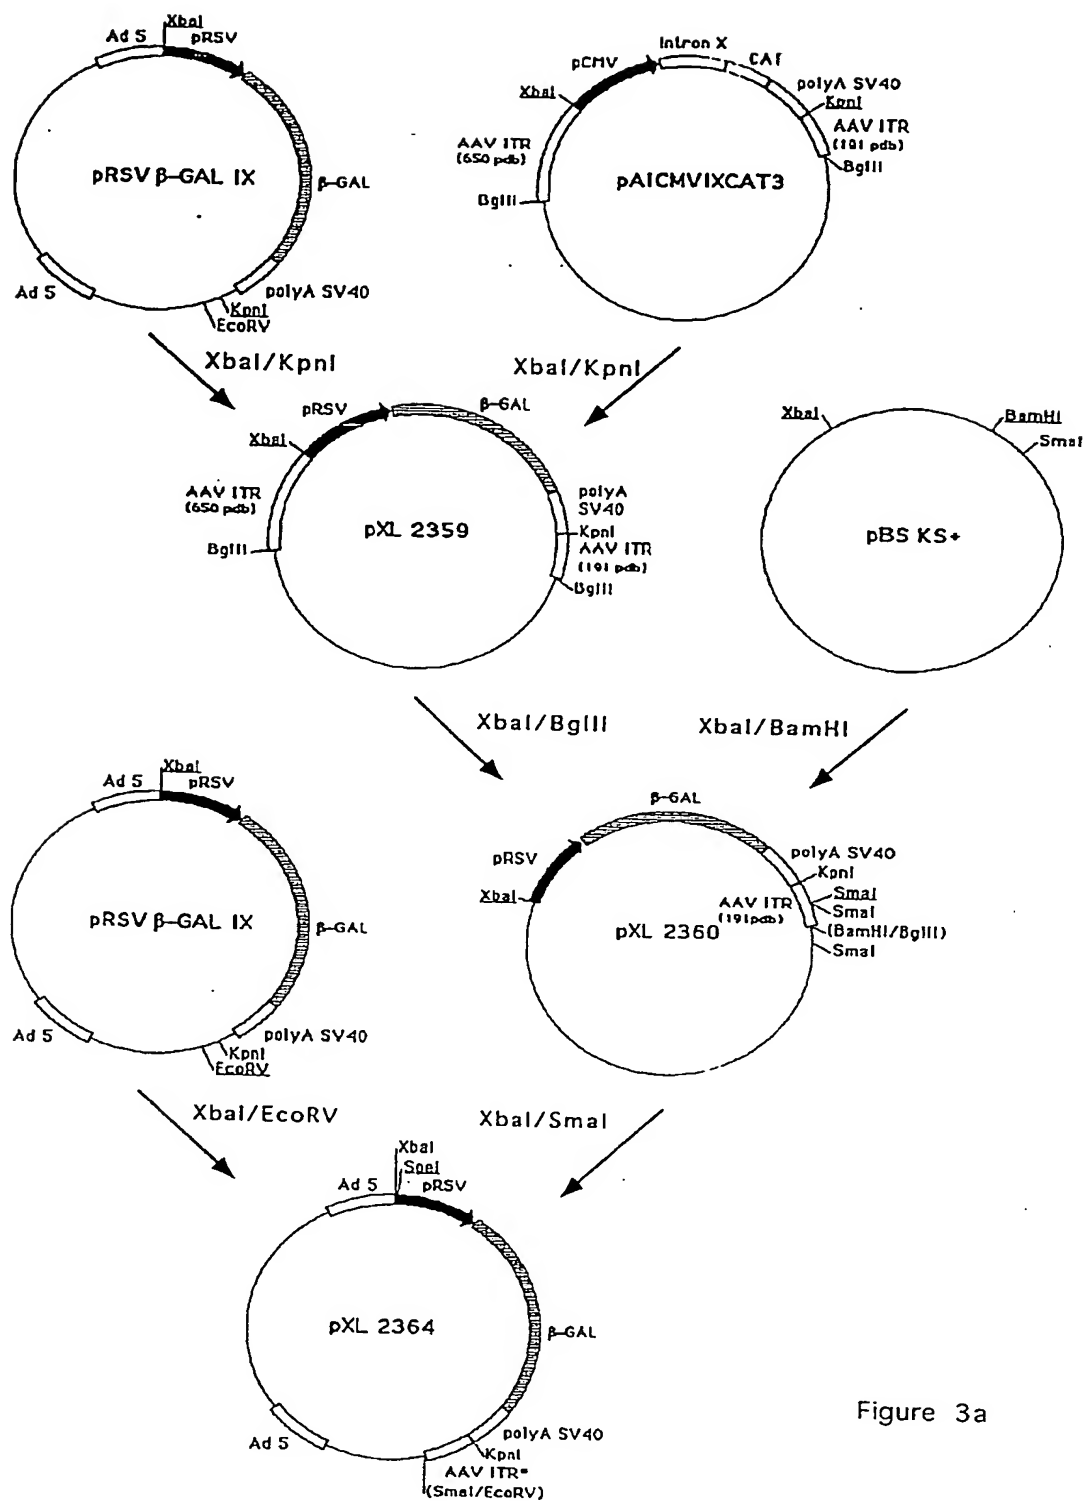 XbaI
Ad 5 pRSV
pRSV β-GAL IX
β-GAL
Ad 5
polyA SV40
KpnI
EcoRV
Intron X
pCMV
CAT
XbaI
polyA SV40
KpnI
AAV ITR
(650 pdb)
AAV ITR
(191 pdb)
BglII
BglII
pAICMVIXCAT3
XbaI/KpnI
XbaI/KpnI
pRSV
β-GAL
XbaI
AAV ITR
(650 pdb)
polyA
SV40
pXL 2359
KpnI
BglII
AAV ITR
(191 pdb)
BglII
XbaI
BamHI
SmaI
pBS KS+
XbaI/BglII
XbaI/BamHI
XbaI
Ad 5 pRSV
pRSV β-GAL IX
β-GAL
Ad 5
polyA SV40
KpnI
EcoRV
β-GAL
pRSV
polyA SV40
XbaI
KpnI
AAV ITR
(191pdb)
SmaI
SmaI
pXL 2360
(BamHI/BglII)
SmaI
XbaI/EcoRV
XbaI/SmaI
XbaI
SpeI
Ad 5 pRSV
pXL 2364
β-GAL
Ad 5
polyA SV40
KpnI
AAV ITR*
(SmaI/EcoRV)
Figure 3a